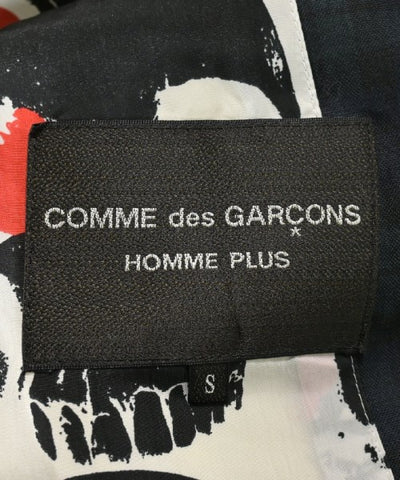 COMME des GARÇONS
*
HOMME PLUS
S